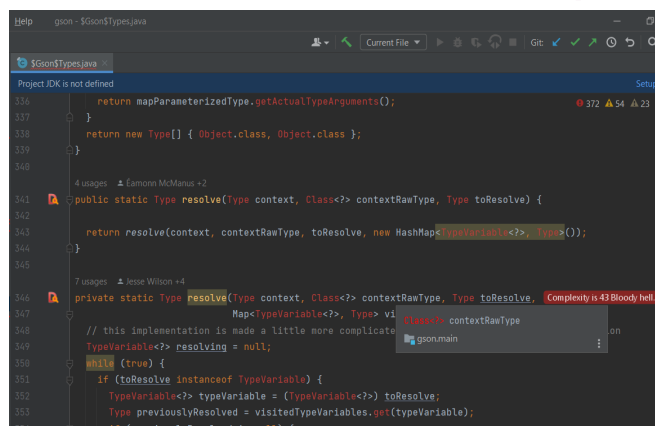 Help gson - $Gson$Types.java
Current File Git:
$Gson$Types.java
Project JDK is not defined Setup
336 return mapParameterizedType.getActualTypeArguments(); 372 54 23
337 }
338 return new Type[] { Object.class, Object.class };
339 }
340
4 usages Éamonn McManus +2
341 public static Type resolve(Type context, Class<?> contextRawType, Type toResolve) {
342
343 return resolve(context, contextRawType, toResolve, new HashMap<TypeVariable<?>, Type>());
344 }
345
7 usages Jesse Wilson +4
346 private static Type resolve(Type context, Class<?> contextRawType, Type toResolve, Complexity is 43 Bloody hell.
347 Map<TypeVariable<?>, Type> vi
Class<?> contextRawType
348 // this implementation is made a little more complicate on
gson.main
349 TypeVariable<?> resolving = null;
350 while (true) {
351 if (toResolve instanceof TypeVariable) {
352 TypeVariable<?> typeVariable = (TypeVariable<?>) toResolve;
353 Type previouslyResolved = visitedTypeVariables.get(typeVariable);